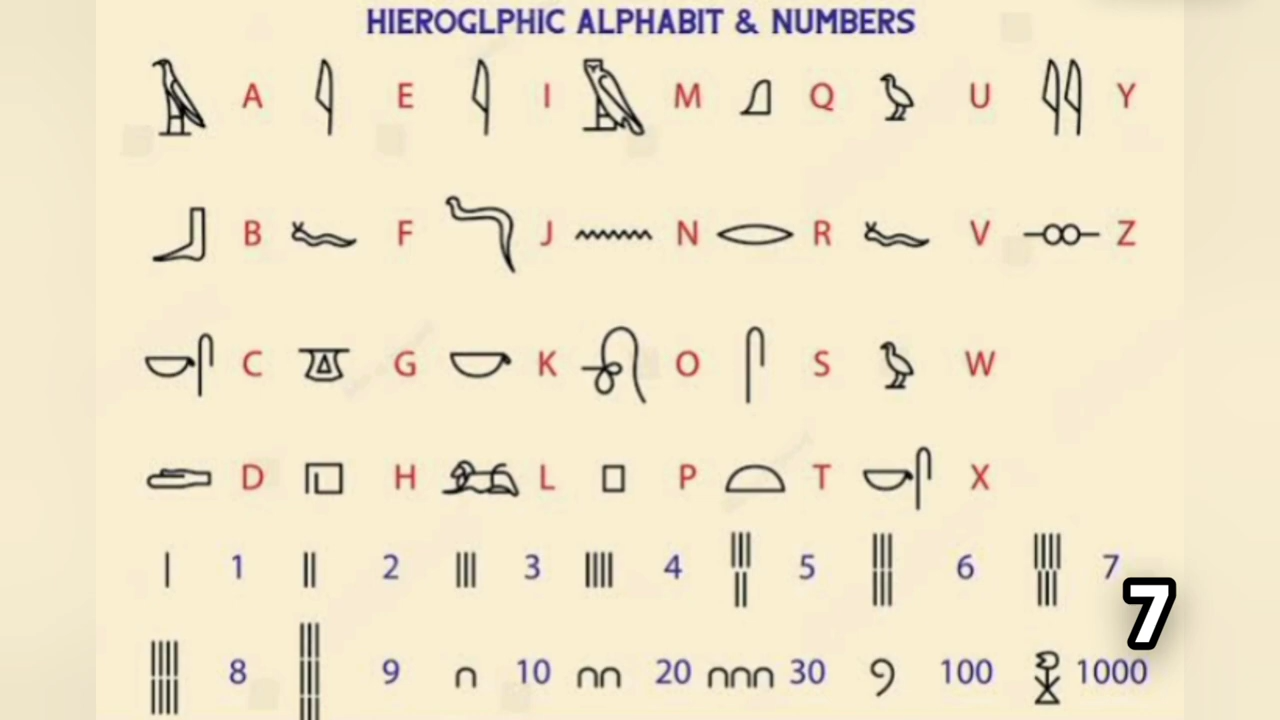 HIEROGLPHIC ALPHABIT & NUMBERS
A E I M Q U Y
B F J N R V Z
C G K O S W
D H L P T X
1 2 3 4 5 6 7
7
8 9 10 20 30 100 1000